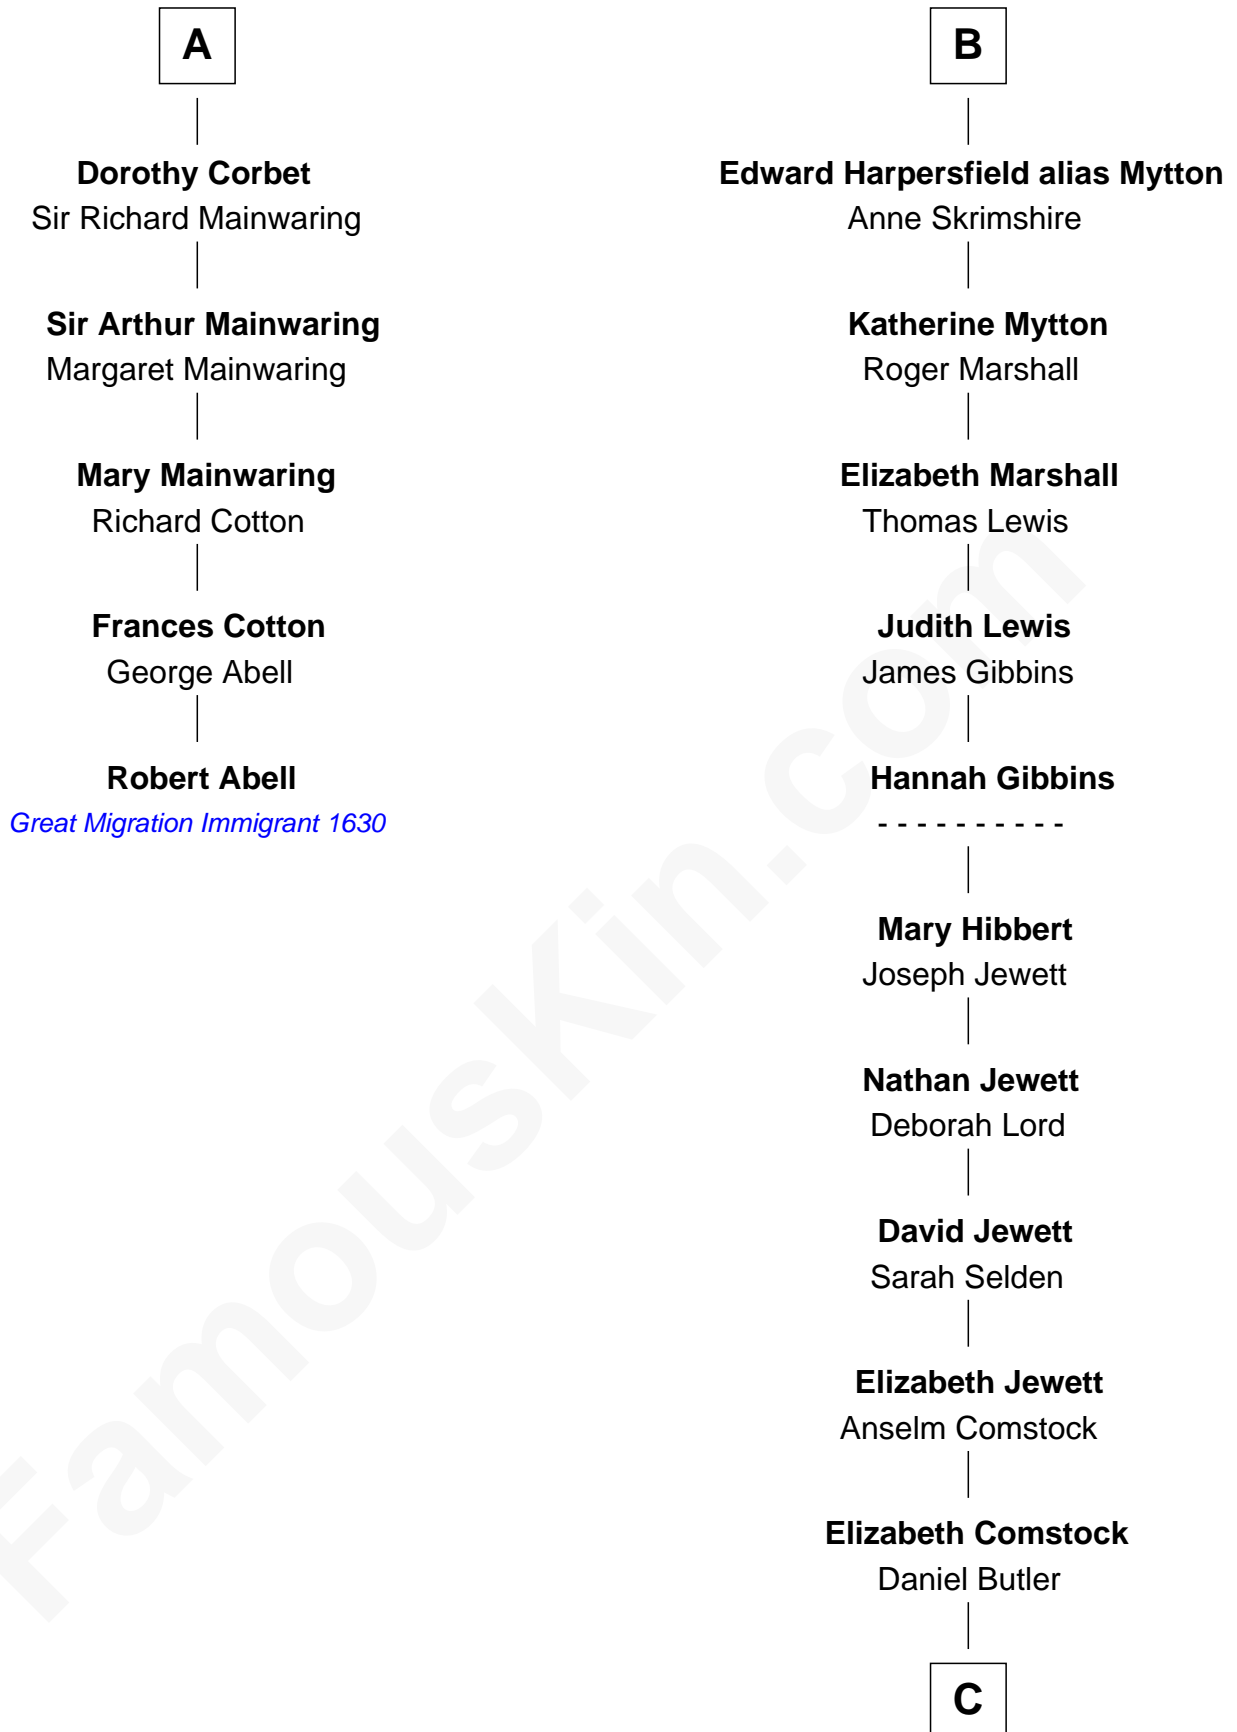 A
Dorothy Corbet
Sir Richard Mainwaring
Sir Arthur Mainwaring
Margaret Mainwaring
Mary Mainwaring
Richard Cotton
Frances Cotton
George Abell
Robert Abell
Great Migration Immigrant 1630
B
Edward Harpersfield alias Mytton
Anne Skrimshire
Katherine Mytton
Roger Marshall
Elizabeth Marshall
Thomas Lewis
Judith Lewis
James Gibbins
Hannah Gibbins
- - - - - - - - - -
Mary Hibbert
Joseph Jewett
Nathan Jewett
Deborah Lord
David Jewett
Sarah Selden
Elizabeth Jewett
Anselm Comstock
Elizabeth Comstock
Daniel Butler
C
FamousKin.com